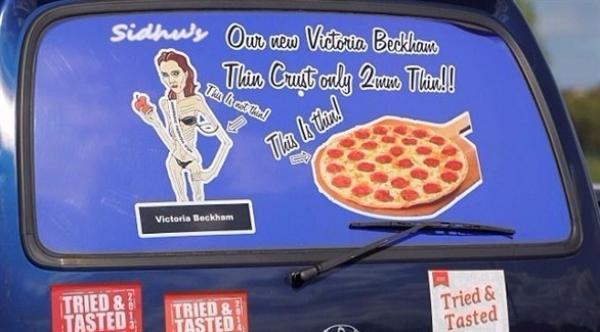 Sidhu's
Our new Victoria Beckham
Thin Crust only 2mm Thin!!
This Is not thin!
This Is thin!
Victoria Beckham
TRIED &
TASTED
2013
TRIED &
TASTED
Tried &
Tasted